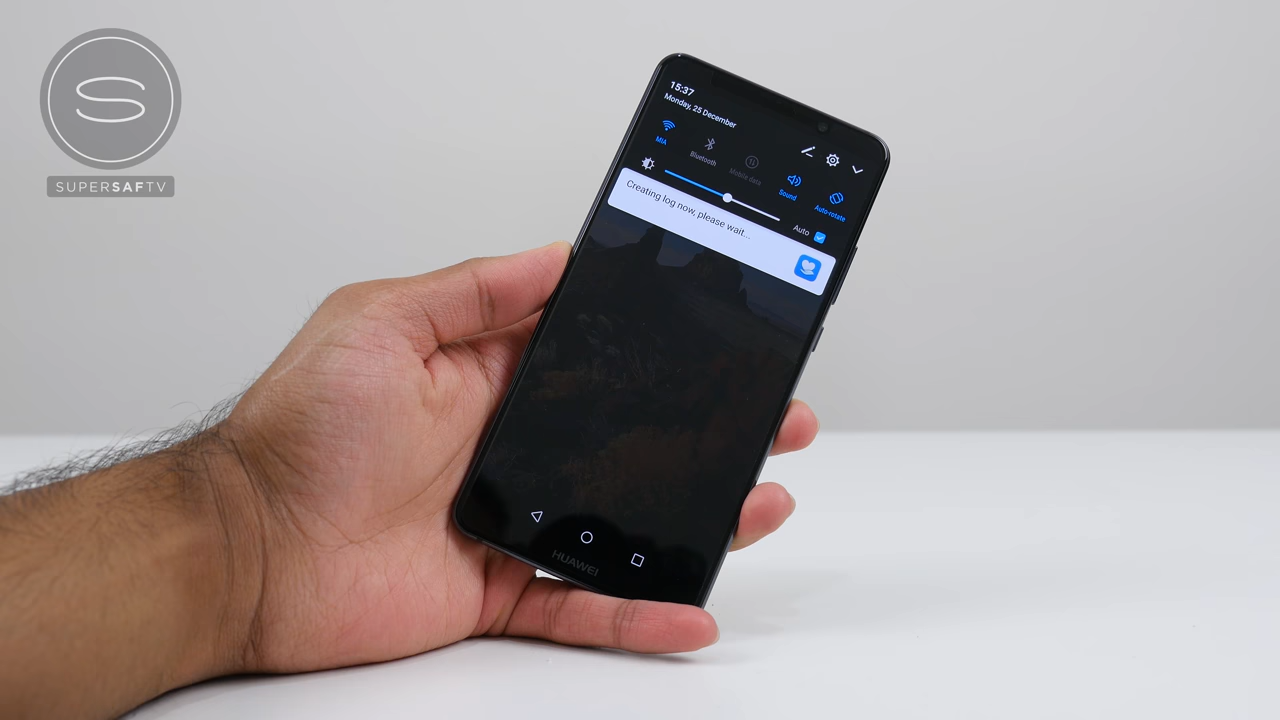 S
SUPERSAFTV
15:37
Monday, 25 December
MIA
Bluetooth
Mobile data
Sound
Auto-rotate
Auto
Creating log now, please wait...
HUAWEI